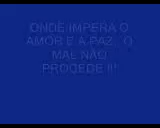 ONDE IMPERA O
AMOR E A PAZ , O
MAL NÃO
PROCEDE !!!